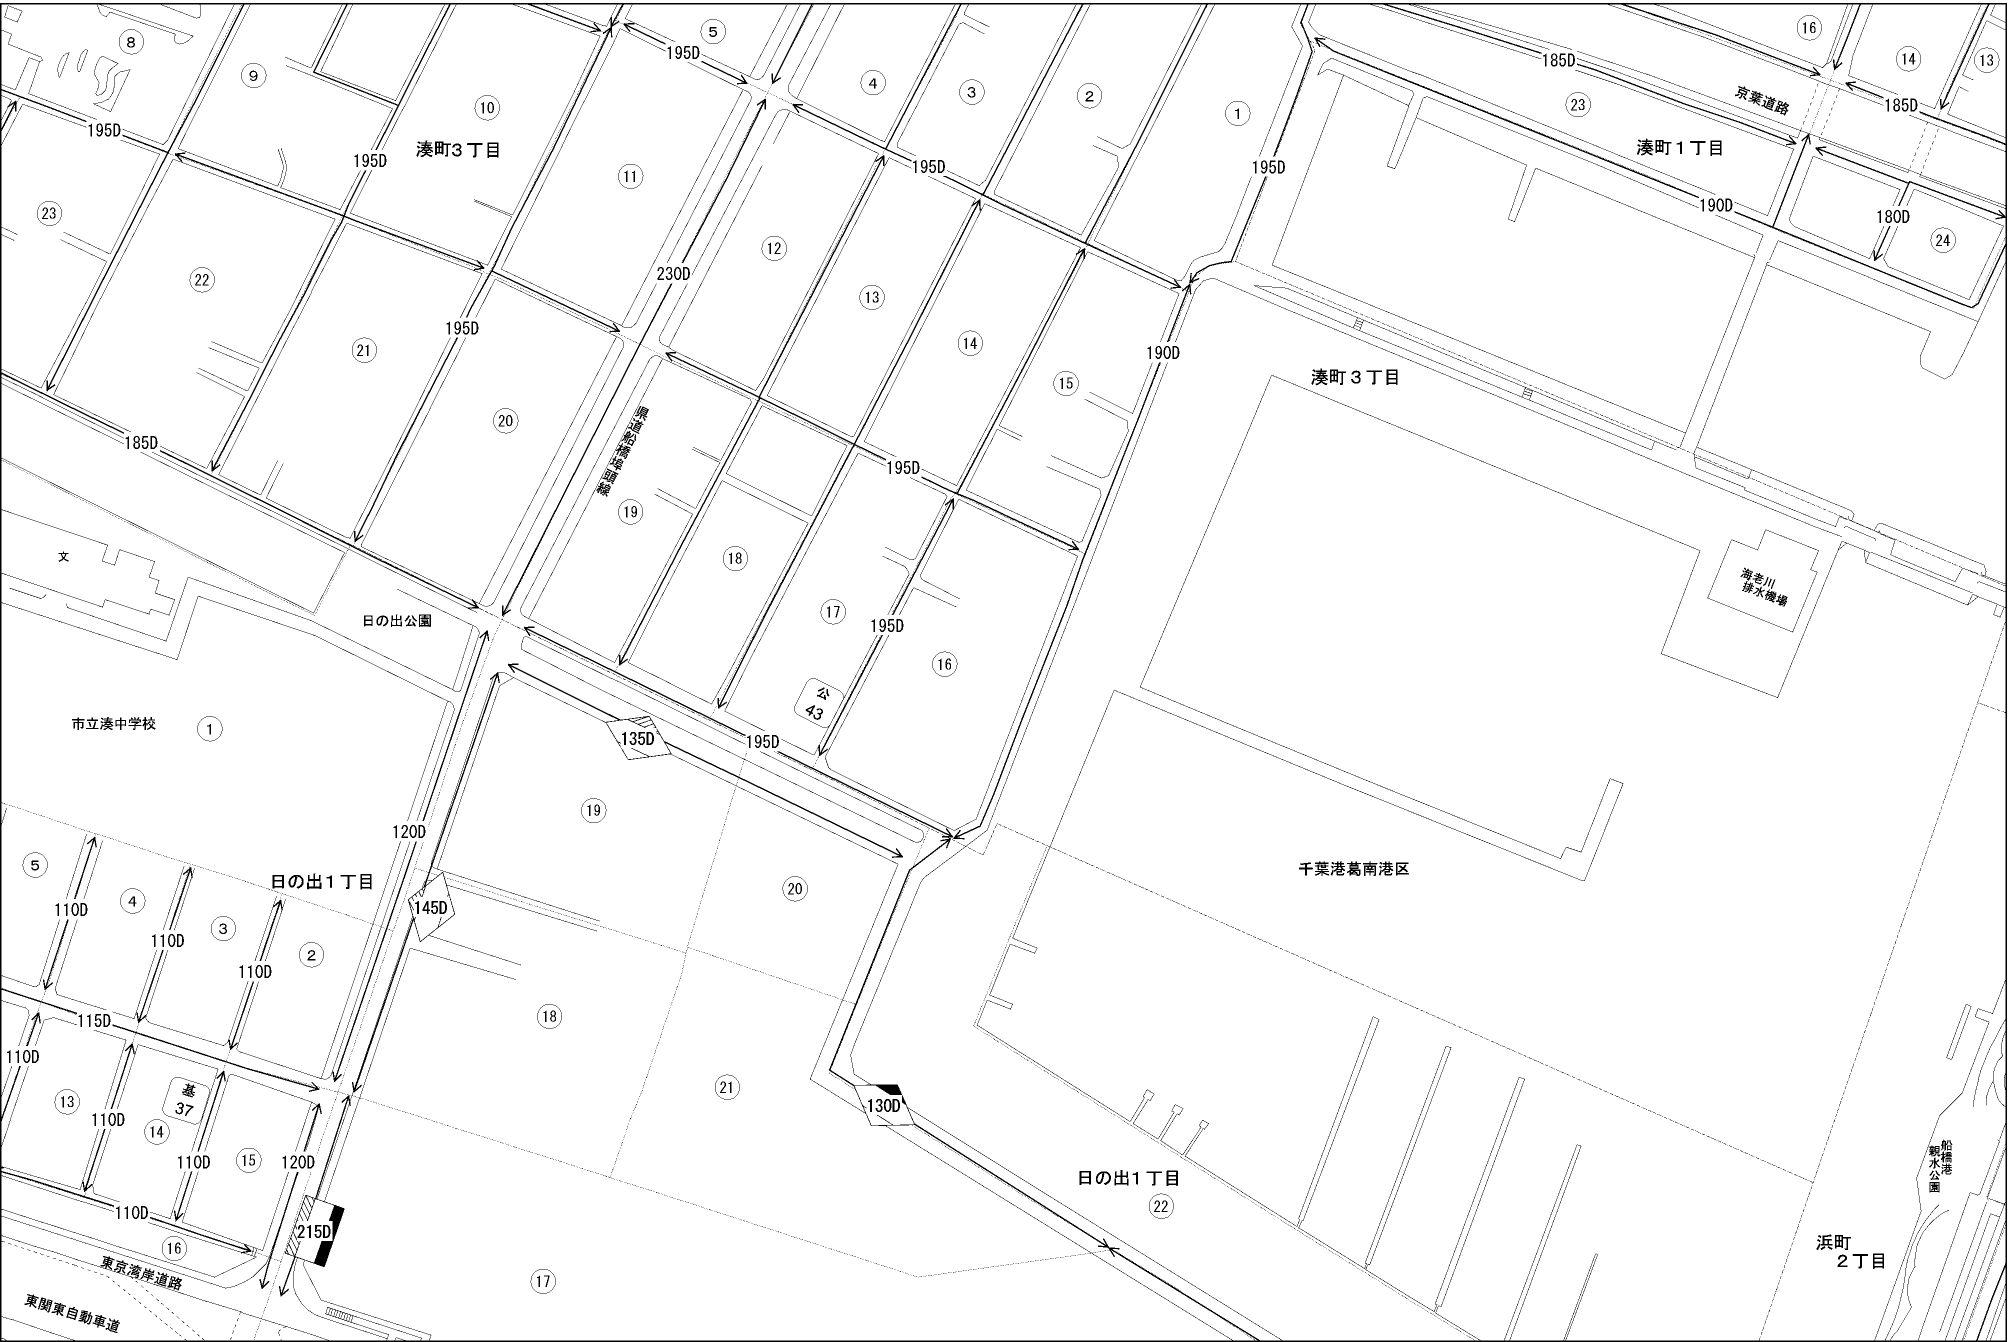 8
9
5
16
14
13
195D
185D
4
3
2
1
10
23
京葉道路
185D
195D
湊町3丁目
195D
11
195D
195D
湊町1丁目
23
190D
180D
24
12
230D
22
13
195D
21
14
190D
15
湊町3丁目
20
県道船橋埠頭線
185D
195D
19
18
文
17
195D
16
日の出公園
海老川
排水機場
公
43
市立湊中学校
1
135D
195D
19
120D
5
日の出1丁目
20
千葉港葛南港区
4
3
2
110D
110D
110D
145D
115D
18
110D
13
基
37
14
110D
110D
15
120D
21
130D
日の出1丁目
22
船橋港
親水公園
110D
16
215D
東京湾岸道路
東関東自動車道
17
浜町
2丁目